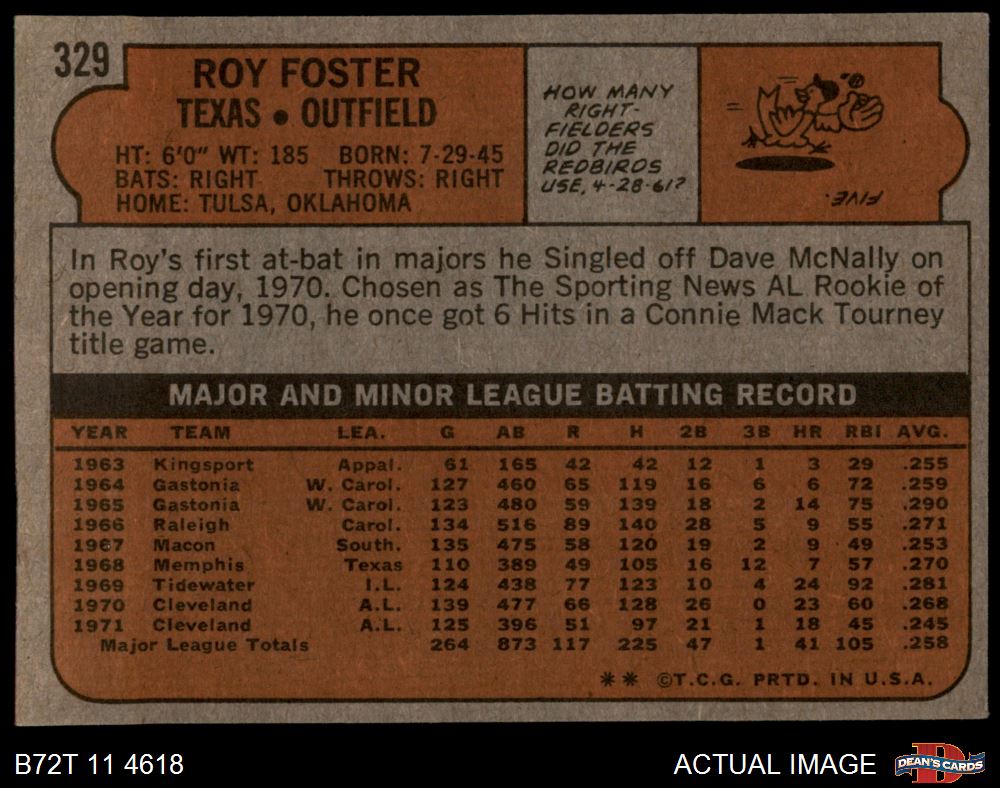 329
ROY FOSTER
TEXAS • OUTFIELD
HT: 6'0" WT: 185 BORN: 7-29-45
BATS: RIGHT THROWS: RIGHT
HOME: TULSA, OKLAHOMA
HOW MANY
RIGHT-
FIELDERS
DID THE
REDBIRDS
USE, 4-28-61?
FIVE.
In Roy's first at-bat in majors he Singled off Dave McNally on
opening day, 1970. Chosen as The Sporting News AL Rookie of
the Year for 1970, he once got 6 Hits in a Connie Mack Tourney
title game.
MAJOR AND MINOR LEAGUE BATTING RECORD
YEAR TEAM LEA. G AB R H 2B 3B HR RBI AVG.
1963 Kingsport Appal. 61 165 42 42 12 1 3 29 .255
1964 Gastonia W. Carol. 127 460 65 119 16 6 6 72 .259
1965 Gastonia W. Carol. 123 480 59 139 18 2 14 75 .290
1966 Raleigh Carol. 134 516 89 140 28 5 9 55 .271
1967 Macon South. 135 475 58 120 19 2 9 49 .253
1968 Memphis Texas 110 389 49 105 16 12 7 57 .270
1969 Tidewater I.L. 124 438 77 123 10 4 24 92 .281
1970 Cleveland A.L. 139 477 66 128 26 0 23 60 .268
1971 Cleveland A.L. 125 396 51 97 21 1 18 45 .245
Major League Totals 264 873 117 225 47 1 41 105 .258
** ©T.C.G. PRTD. IN U.S.A.
B72T 11 4618
ACTUAL IMAGE
D
DEAN'S CARDS